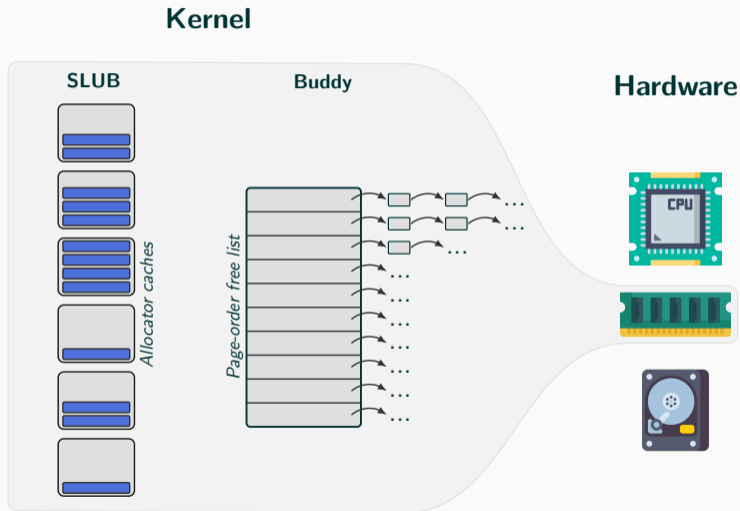 Kernel
SLUB
Buddy
Hardware
Allocator caches
Page-order free list
...
...
...
...
...
...
...
...
...
...
CPU